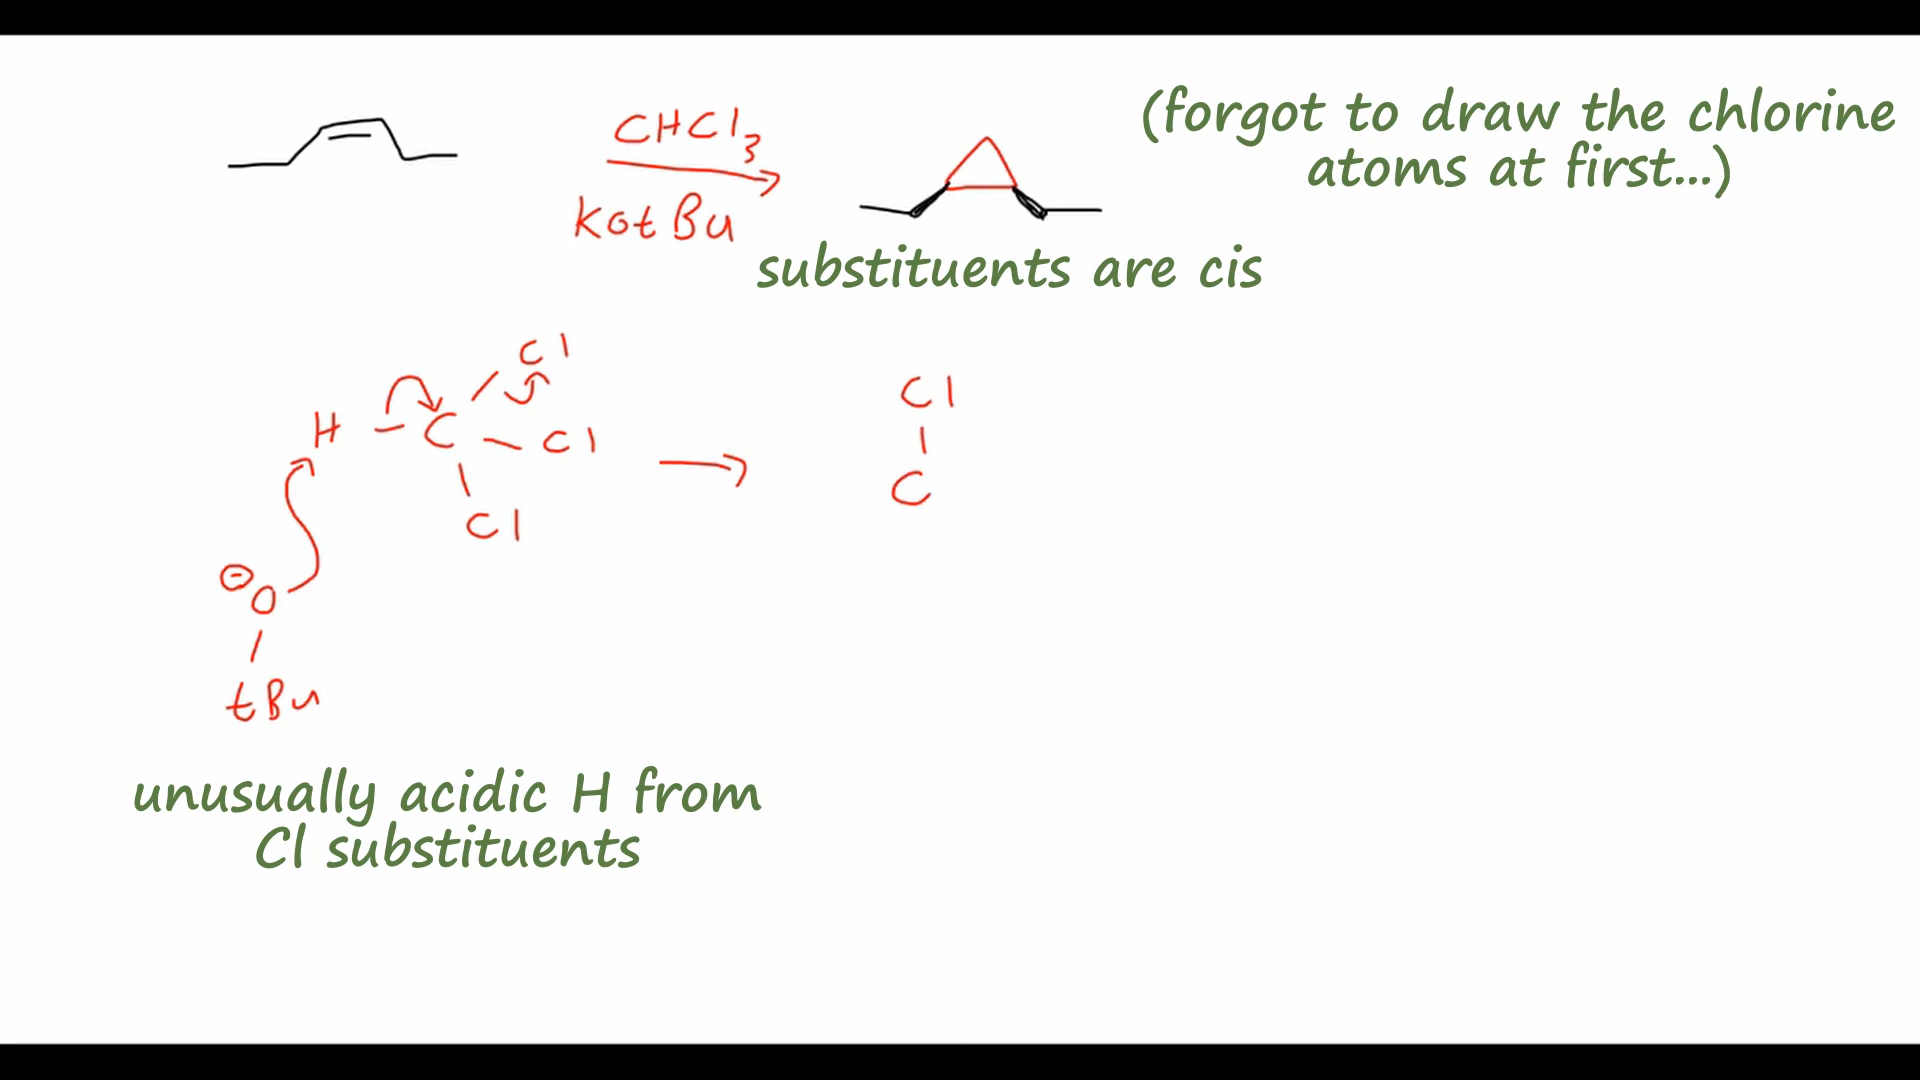 (forgot to draw the chlorine
atoms at first...)
CHCl3
KOtBu
substituents are cis
Cl
H C Cl
Cl
Cl
C
⊖
O
tBu
unusually acidic H from
Cl substituents